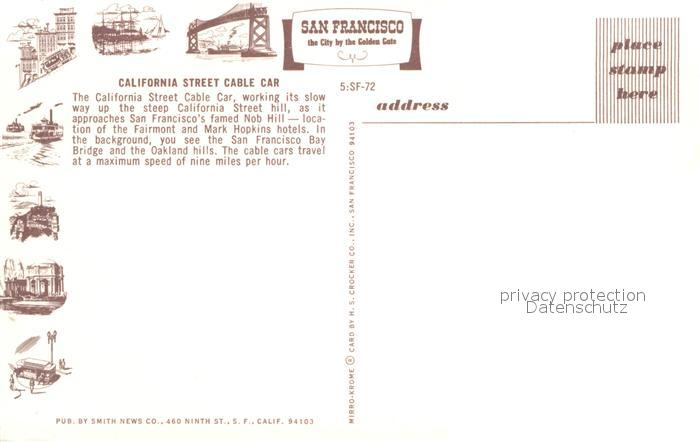 SAN FRANCISCO
the City by the Golden Gate
CALIFORNIA STREET CABLE CAR
The California Street Cable Car, working its slow
way up the steep California Street hill, as it
approaches San Francisco's famed Nob Hill — loca-
tion of the Fairmont and Mark Hopkins hotels. In
the background, you see the San Francisco Bay
Bridge and the Oakland hills. The cable cars travel
at a maximum speed of nine miles per hour.
5:SF-72
address
place
stamp
here
MIRRO-KROME ® CARD BY H. S. CROCKER CO., INC., SAN FRANCISCO 94103
privacy protection
Datenschutz
PUB. BY SMITH NEWS CO., 460 NINTH ST., S. F., CALIF. 94103